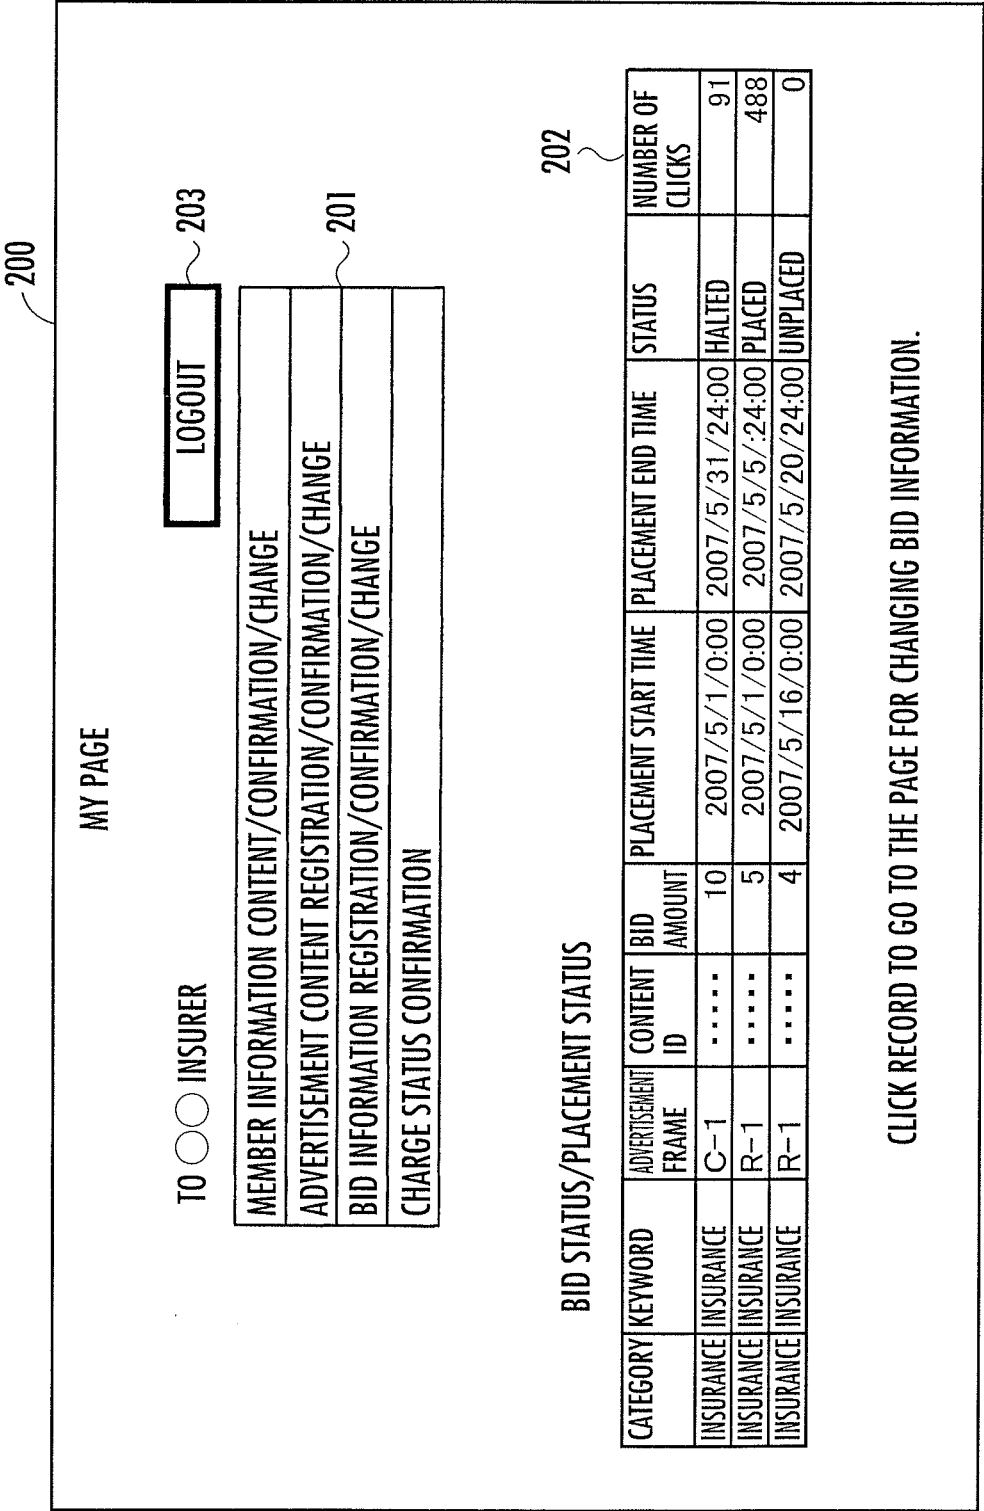 200
MY PAGE
TO ○○ INSURER
LOGOUT
203
MEMBER INFORMATION CONTENT/CONFIRMATION/CHANGE
ADVERTISEMENT CONTENT REGISTRATION/CONFIRMATION/CHANGE
BID INFORMATION REGISTRATION/CONFIRMATION/CHANGE
CHARGE STATUS CONFIRMATION
201
BID STATUS/PLACEMENT STATUS
202
CATEGORY KEYWORD ADVERTISEMENT FRAME CONTENT ID BID AMOUNT PLACEMENT START TIME PLACEMENT END TIME STATUS NUMBER OF CLICKS
INSURANCE INSURANCE C-1 ..... 10 2007/5/1/0:00 2007/5/31/24:00 HALTED 91
INSURANCE INSURANCE R-1 ..... 5 2007/5/1/0:00 2007/5/5/:24:00 PLACED 488
INSURANCE INSURANCE R-1 ..... 4 2007/5/16/0:00 2007/5/20/24:00 UNPLACED 0
CLICK RECORD TO GO TO THE PAGE FOR CHANGING BID INFORMATION.